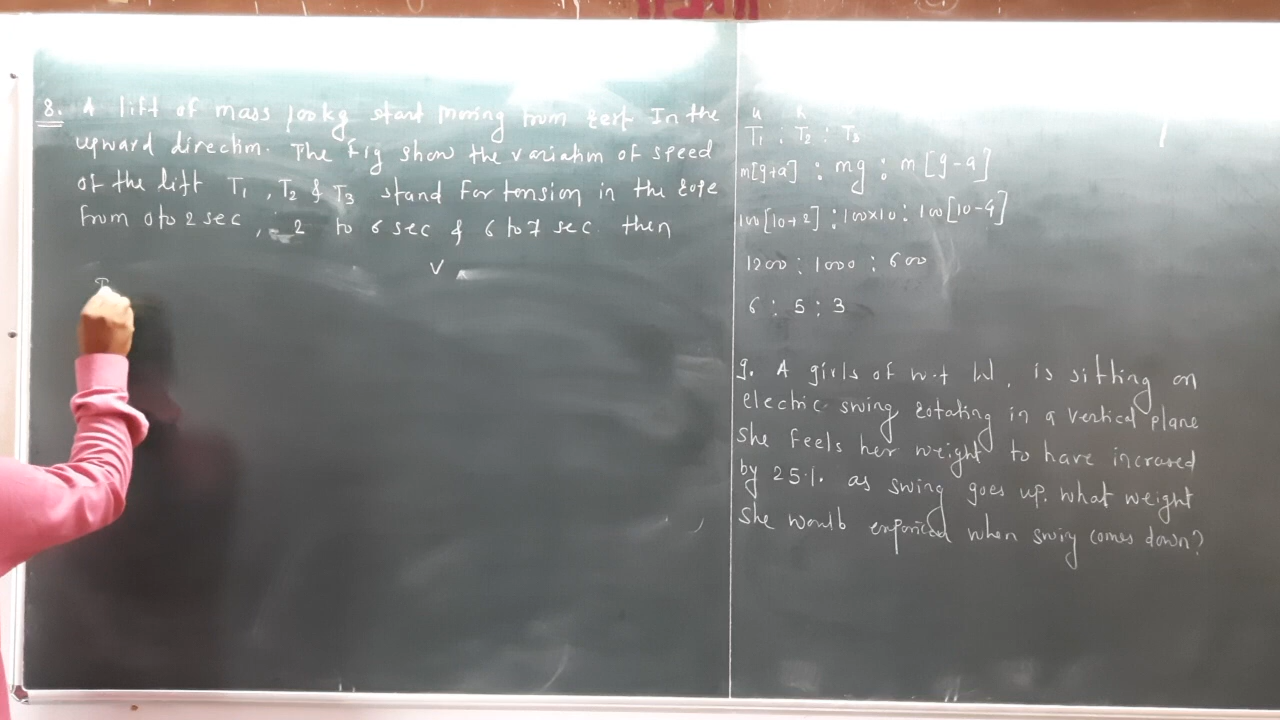 8. A lift of mass 100kg start moving from rest In the
upward direction. The Fig show the variation of speed
of the lift T1 , T2 & T3 stand For tension in the rope
from 0 to 2 sec , 2 to 6 sec & 6 to 7 sec then
V
T1 : T2 : T3
m[g+a] : mg : m[g-a]
100[10+2] : 100x10 : 100[10-4]
1200 : 1000 : 600
6 : 5 : 3
9. A girls of w.t W. is sitting on
electric swing rotating in a vertical plane
She feels her weight to have incrased
by 25%. as swing goes up. what weight
She would when swing comes down?